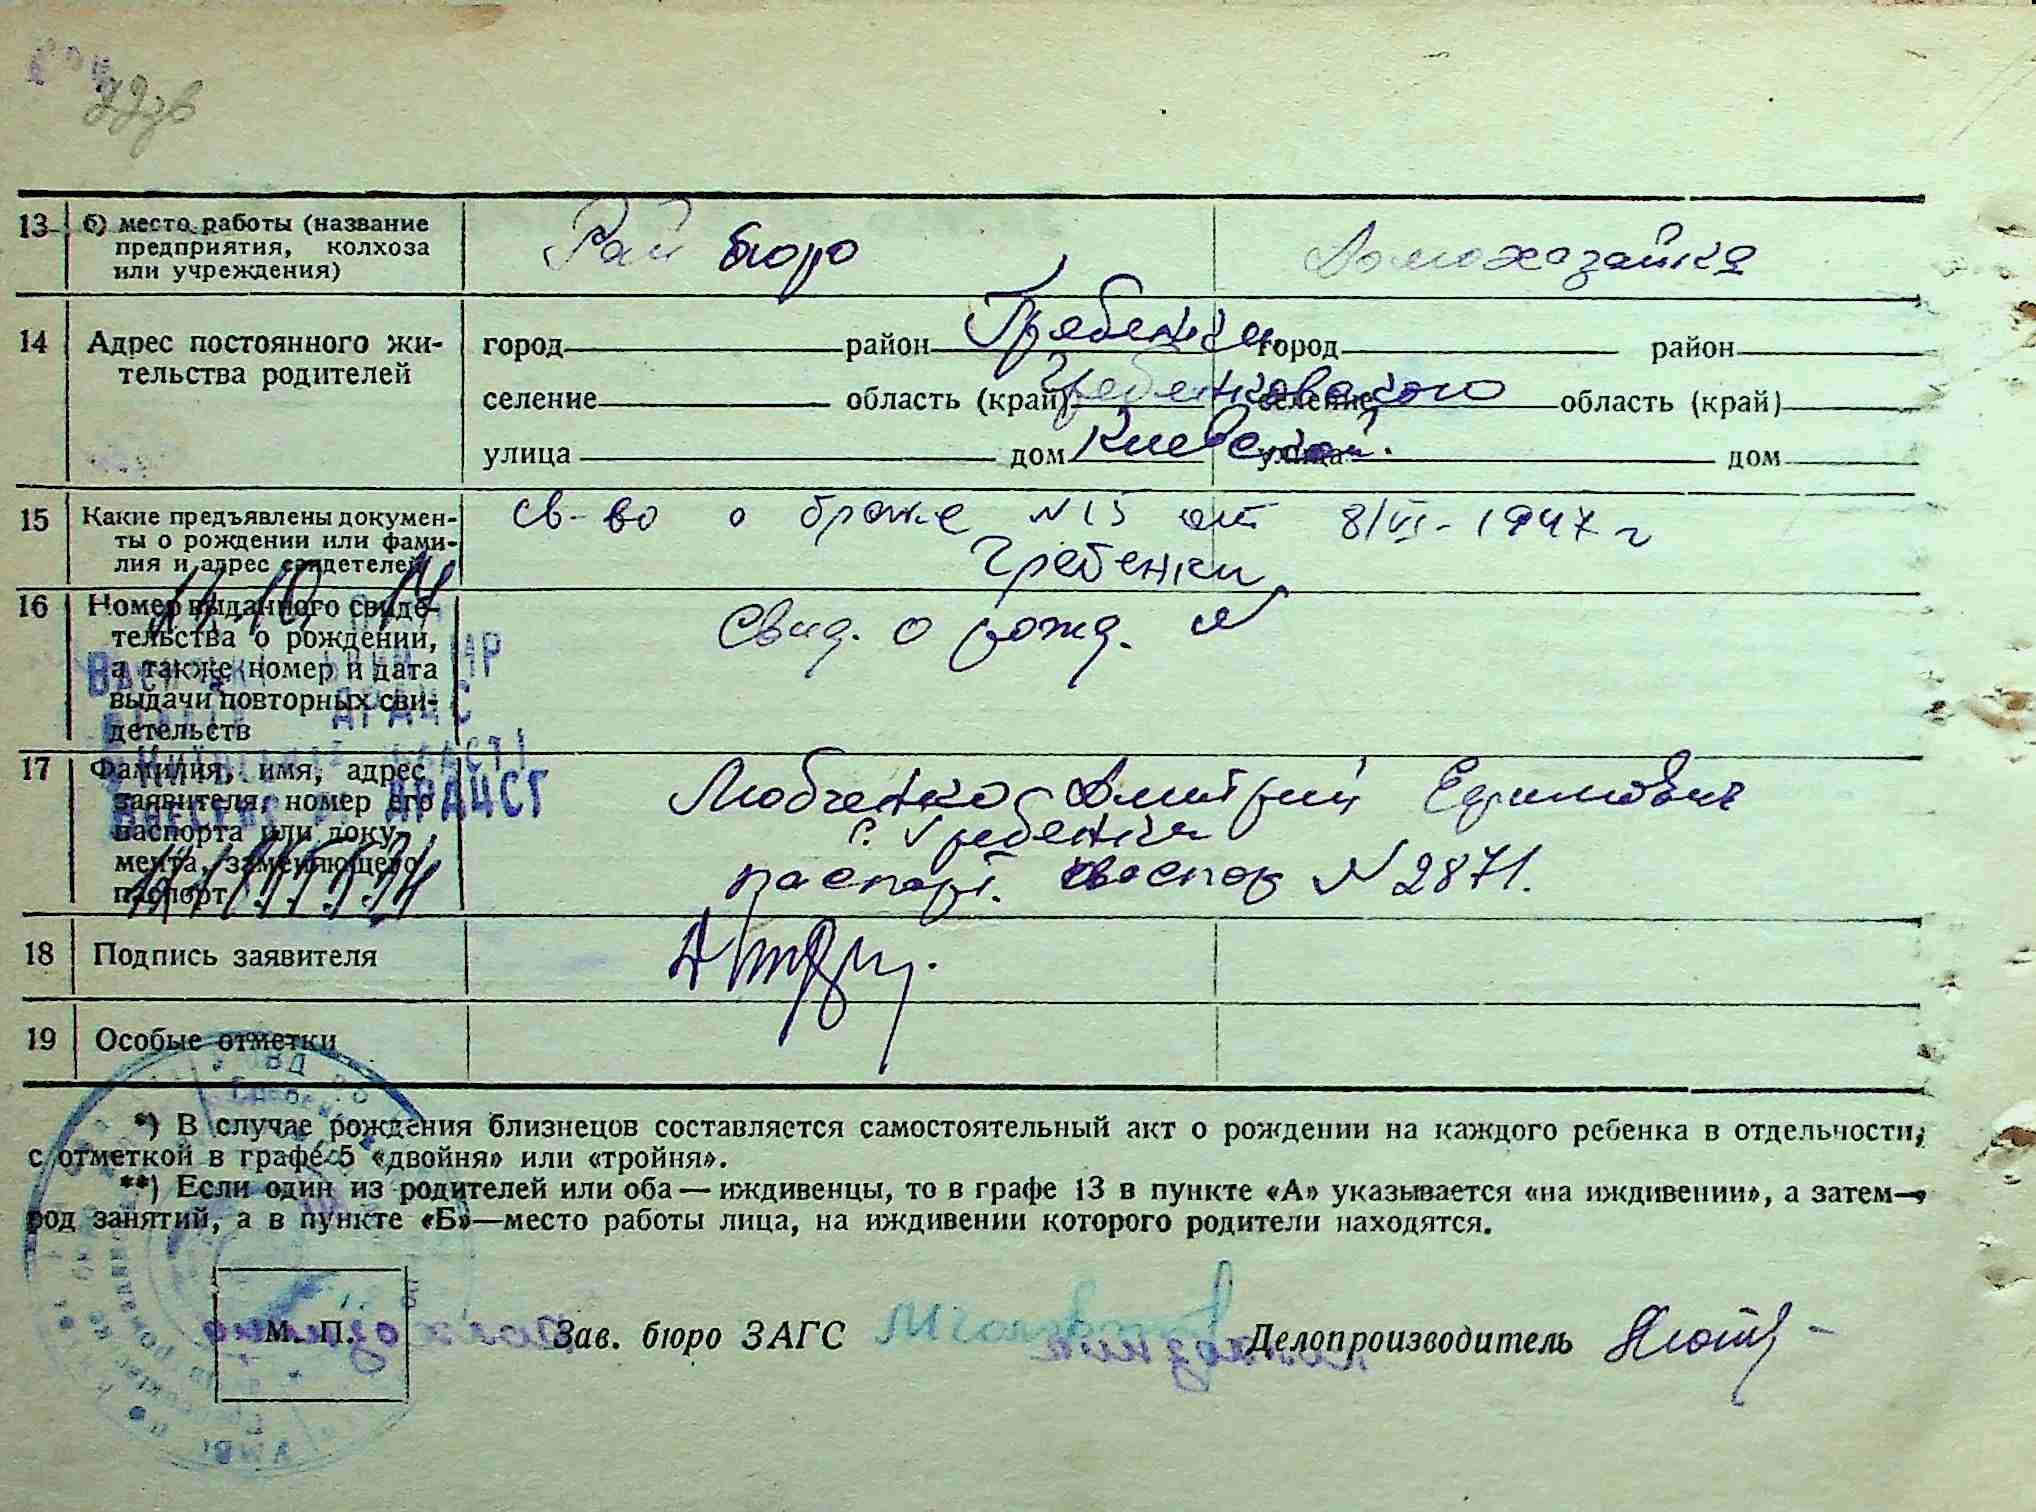 13 б) место работы (название предприятия, колхоза или учреждения)
Рай бюро
Домохазяйка
14 Адрес постоянного жительства родителей
город район Гребенки город район
селение область (край) Гребенковского селение область (край)
улица дом Киевской. улица дом
15 Какие предъявлены документы о рождении или фамилия и адрес свидетелей
св-во о браке N 15 от 8/VI-1947 г
Гребенки
16 Номер выданного свидетельства о рождении, а также номер и дата выдачи повторных свидетельств
Свид. о рожд. N
17 Фамилия, имя, адрес заявителя, номер его паспорта или документа, заменяющего паспорт
Любченко Дмитрий Ефимович
с. Гребенки
паспорт. N 2871.
ДРАЦС
ДРАЦСГ
18 Подпись заявителя
19 Особые отметки
*) В случае рождения близнецов составляется самостоятельный акт о рождении на каждого ребенка в отдельности,
с отметкой в графе 5 «двойня» или «тройня».
**) Если один из родителей или оба — иждивенцы, то в графе 13 в пункте «А» указывается «на иждивении», а затем—
род занятий, а в пункте «Б»—место работы лица, на иждивении которого родители находятся.
М. П. Зав. бюро ЗАГС Делопроизводитель